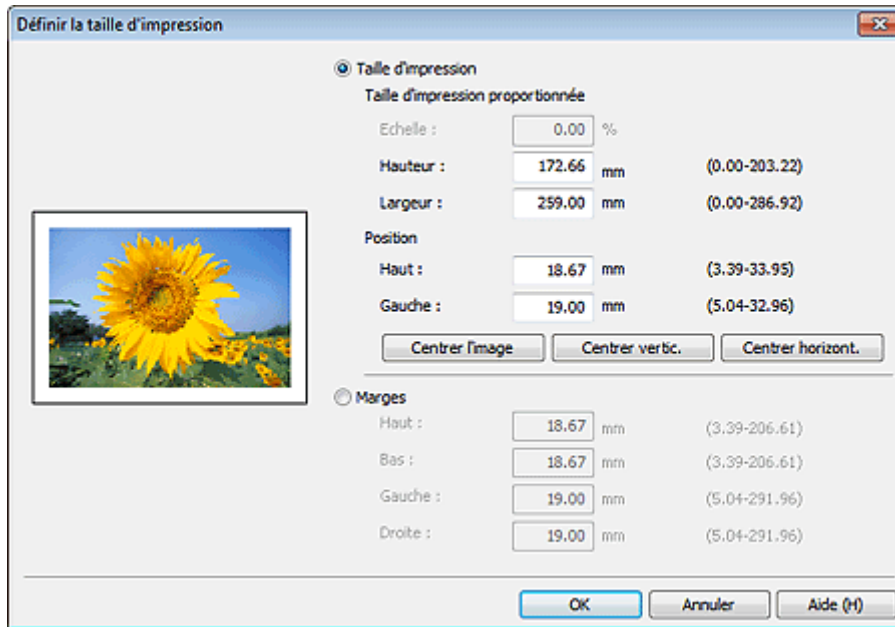 Définir la taille d'impression
Taille d'impression
Taille d'impression proportionnée
Echelle : 0.00 %
Hauteur : 172.66 mm (0.00-203.22)
Largeur : 259.00 mm (0.00-286.92)
Position
Haut : 18.67 mm (3.39-33.95)
Gauche : 19.00 mm (5.04-32.96)
Centrer l'image Centrer vertic. Centrer horizont.
Marges
Haut : 18.67 mm (3.39-206.61)
Bas : 18.67 mm (3.39-206.61)
Gauche : 19.00 mm (5.04-291.96)
Droite : 19.00 mm (5.04-291.96)
OK Annuler Aide (H)